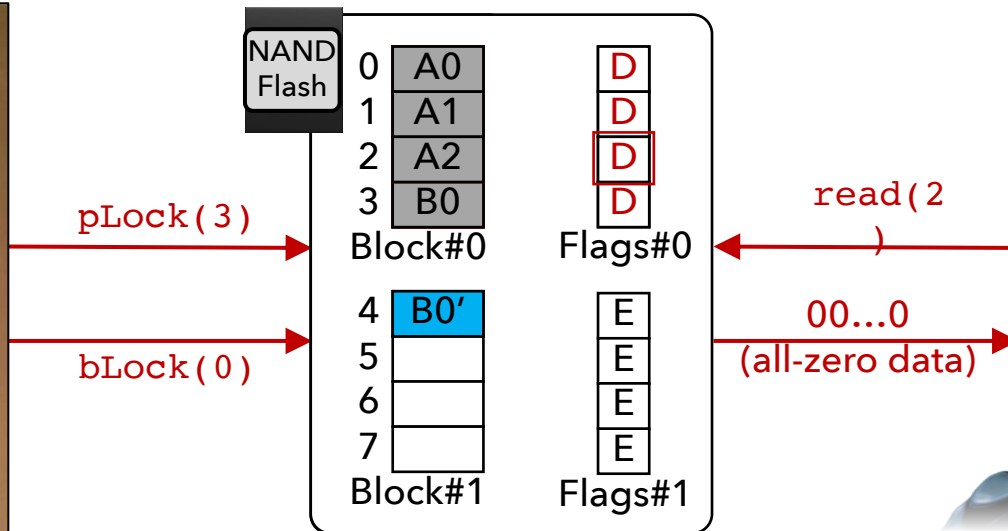 NAND
Flash
0 A0 D
1 A1 D
2 A2 D
3 B0 D
Block#0 Flags#0
pLock(3)
bLock(0)
read(2
)
4 B0’ E
5 E
6 E
7 E
Block#1 Flags#1
00...0
(all-zero data)